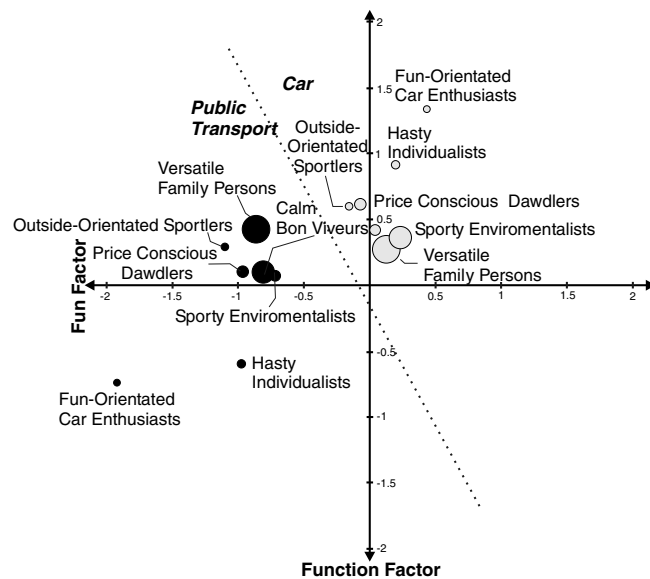 2
Car
Fun-Orientated
Car Enthusiasts
1.5
Public
Transport
Outside-
Orientated
Sportlers
Hasty
Individualists
1
Versatile
Family Persons
Calm
Bon Viveurs
Price Conscious Dawdlers
0.5
Outside-Orientated Sportlers
Sporty Enviromentalists
Price Conscious
Dawdlers
Versatile
Family Persons
Fun Factor
-2
-1.5
-1
-0.5
0.5
1
1.5
2
Sporty Enviromentalists
-0.5
Hasty
Individualists
Fun-Orientated
Car Enthusiasts
-1
-1.5
-2
Function Factor